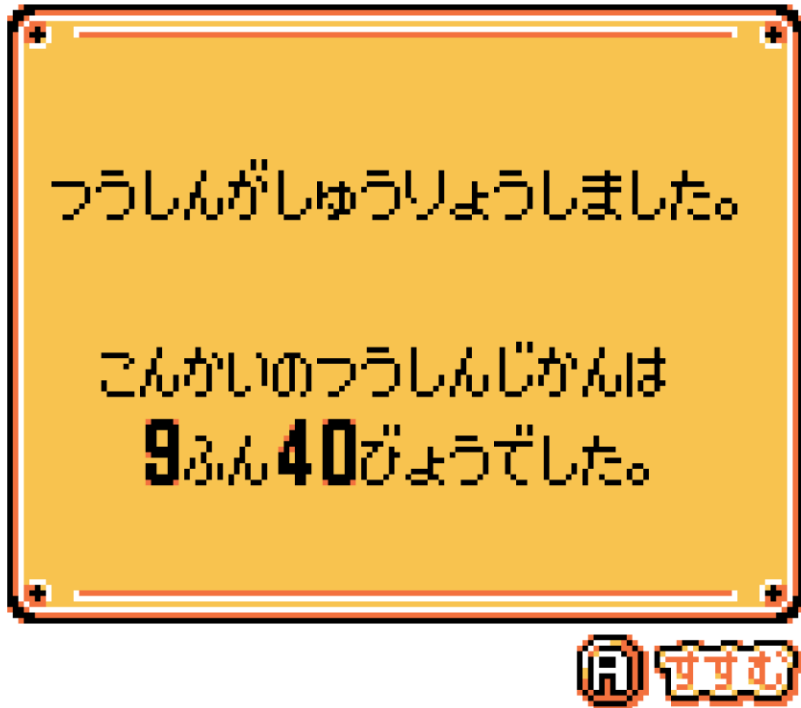 つうしんがしゅうりょうしました。
こんかいのつうしんじかんは
9ふん40びょうでした。
A すすむ